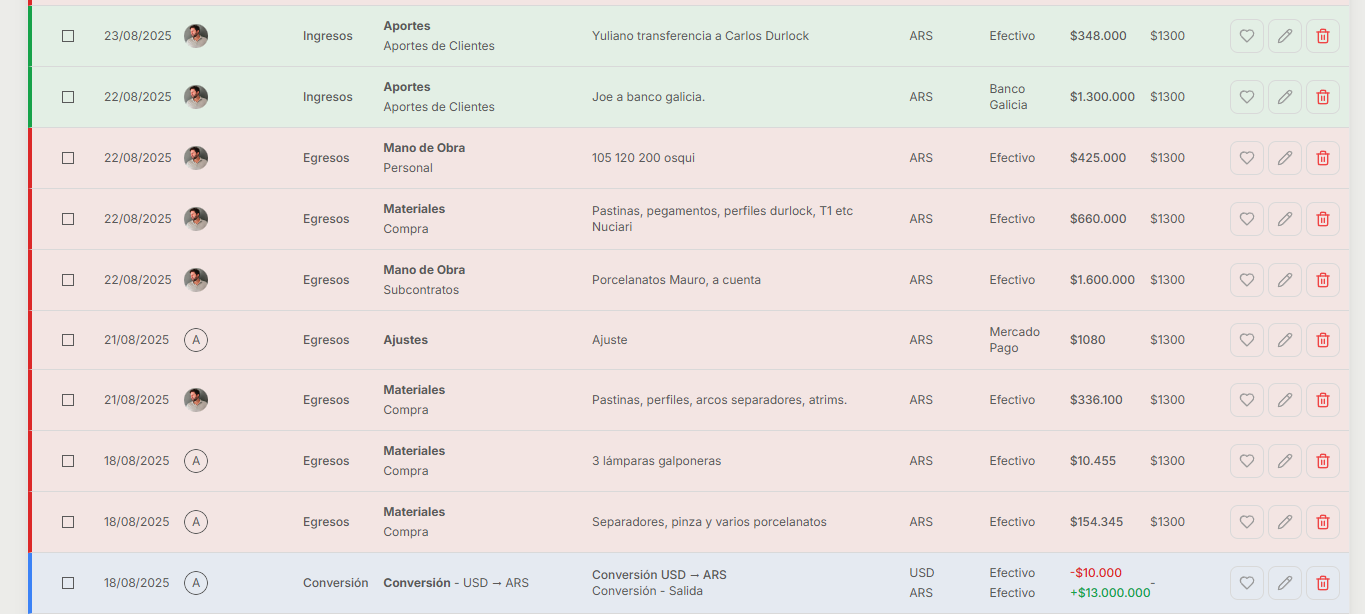 23/08/2025 Ingresos Aportes Aportes de Clientes Yuliano transferencia a Carlos Durlock ARS Efectivo $348.000 $1300
22/08/2025 Ingresos Aportes Aportes de Clientes Joe a banco galicia. ARS Banco Galicia $1.300.000 $1300
22/08/2025 Egresos Mano de Obra Personal 105 120 200 osqui ARS Efectivo $425.000 $1300
22/08/2025 Egresos Materiales Compra Pastinas, pegamentos, perfiles durlock, T1 etc Nuciari ARS Efectivo $660.000 $1300
22/08/2025 Egresos Mano de Obra Subcontratos Porcelanatos Mauro, a cuenta ARS Efectivo $1.600.000 $1300
21/08/2025 A Egresos Ajustes Ajuste ARS Mercado Pago $1080 $1300
21/08/2025 Egresos Materiales Compra Pastinas, perfiles, arcos separadores, atrims. ARS Efectivo $336.100 $1300
18/08/2025 A Egresos Materiales Compra 3 lámparas galponeras ARS Efectivo $10.455 $1300
18/08/2025 A Egresos Materiales Compra Separadores, pinza y varios porcelanatos ARS Efectivo $154.345 $1300
18/08/2025 A Conversión Conversión - USD → ARS Conversión USD → ARS Conversión - Salida USD Efectivo -$10.000 ARS Efectivo +$13.000.000 -